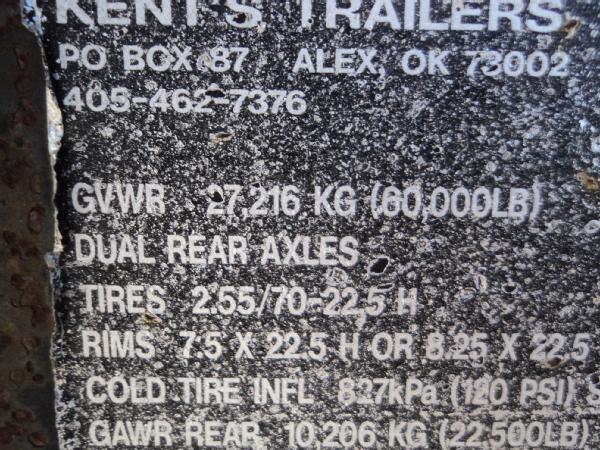 KENT'S TRAILERS
PO BOX 87 ALEX, OK 73002
405-462-7376
GVWR 27,216 KG (60,000LB)
DUAL REAR AXLES
TIRES 2.55/70-22.5 H
RIMS 7.5 X 22.5 H OR 8.25 X 22.5
COLD TIRE INFL 827kPa (120 PSI) S
GAWR REAR 10,206 KG (22,500LB)